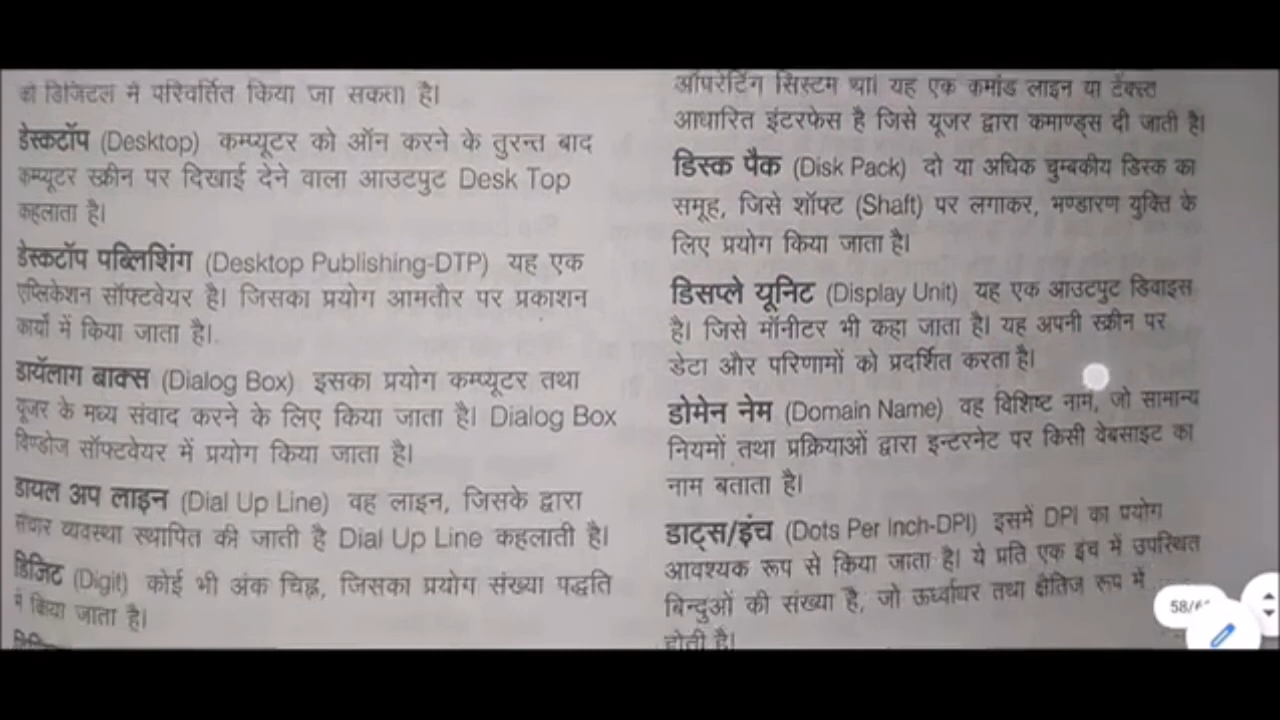 को डिजिटल में परिवर्तित किया जा सकता है।
डेस्कटॉप (Desktop) कम्प्यूटर को ऑन करने के तुरन्त बाद
कम्प्यूटर स्क्रीन पर दिखाई देने वाला आउटपुट Desk Top
कहलाता है।
डेस्कटॉप पब्लिशिंग (Desktop Publishing-DTP) यह एक
एप्लिकेशन सॉफ्टवेयर है। जिसका प्रयोग आमतौर पर प्रकाशन
कार्यों में किया जाता है।.
डायॅलाग बाक्स (Dialog Box) इसका प्रयोग कम्प्यूटर तथा
यूजर के मध्य संवाद करने के लिए किया जाता है। Dialog Box
विण्डोज सॉफ्टवेयर में प्रयोग किया जाता है।
डायल अप लाइन (Dial Up Line) वह लाइन, जिसके द्वारा
संचार व्यवस्था स्थापित की जाती है Dial Up Line कहलाती है।
डिजिट (Digit) कोई भी अंक चिह्न, जिसका प्रयोग संख्या पद्धति
में किया जाता है।
ऑपरेटिंग सिस्टम था। यह एक कमांड लाइन या टैक्स्ट
आधारित इंटरफेस है जिसे यूजर द्वारा कमाण्ड्स दी जाती है।
डिस्क पैक (Disk Pack) दो या अधिक चुम्बकीय डिस्क का
समूह, जिसे शॉफ्ट (Shaft) पर लगाकर, भण्डारण युक्ति के
लिए प्रयोग किया जाता है।
डिसप्ले यूनिट (Display Unit) यह एक आउटपुट डिवाइस
है। जिसे मॉनीटर भी कहा जाता है। यह अपनी स्क्रीन पर
डेटा और परिणामों को प्रदर्शित करता है।
डोमेन नेम (Domain Name) वह विशिष्ट नाम, जो सामान्य
नियमों तथा प्रक्रियाओं द्वारा इन्टरनेट पर किसी वेबसाइट का
नाम बताता है।
डाट्स/इंच (Dots Per Inch-DPI) इसमें DPI का प्रयोग
आवश्यक रूप से किया जाता है। ये प्रति एक इंच में उपस्थित
बिन्दुओं की संख्या है, जो ऊर्ध्वाधर तथा क्षैतिज रूप में
होती है।